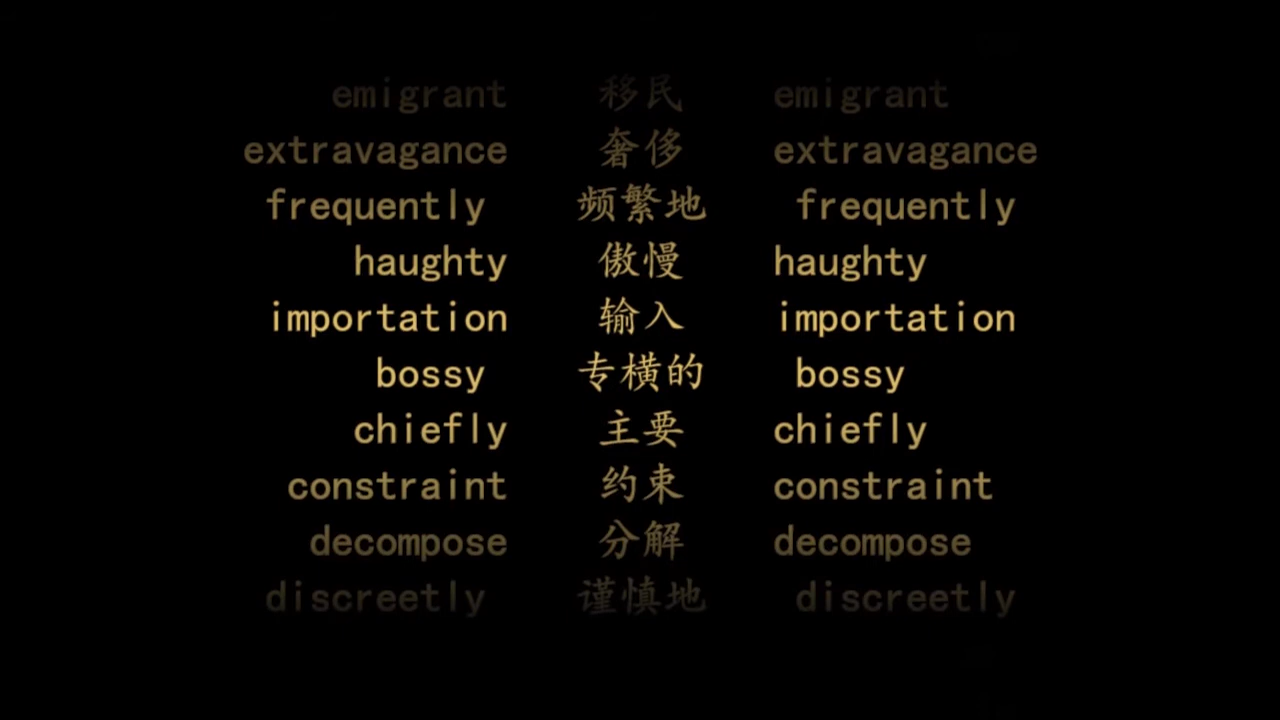 emigrant 移民 emigrant
extravagance 奢侈 extravagance
frequently 频繁地 frequently
haughty 傲慢 haughty
importation 输入 importation
bossy 专横的 bossy
chiefly 主要 chiefly
constraint 约束 constraint
decompose 分解 decompose
discreetly 谨慎地 discreetly